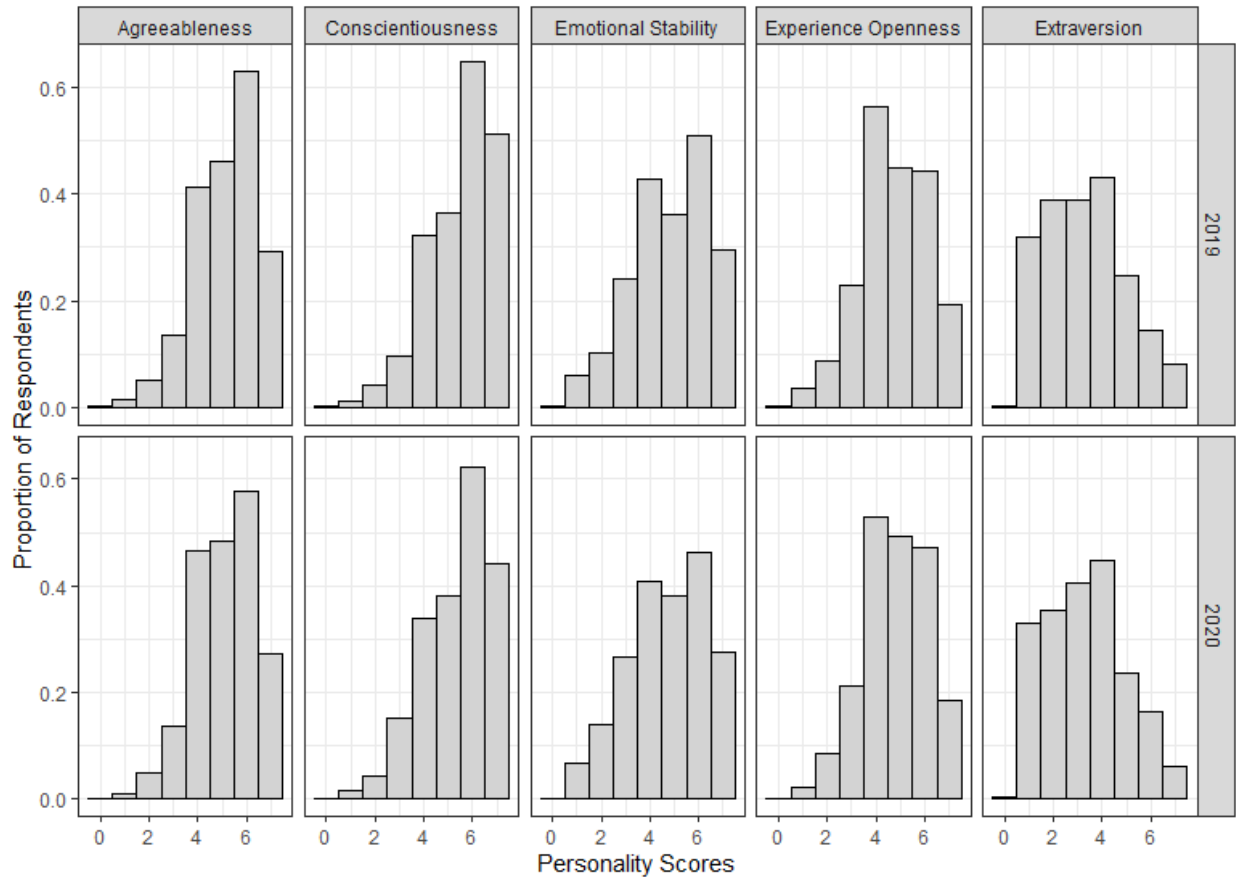 Agreeableness Conscientiousness Emotional Stability Experience Openness Extraversion
0.6
0.4
0.2
0.0
2019
Proportion of Respondents
0.6
0.4
0.2
0.0
2020
0 2 4 6 0 2 4 6 0 2 4 6 0 2 4 6 0 2 4 6
Personality Scores